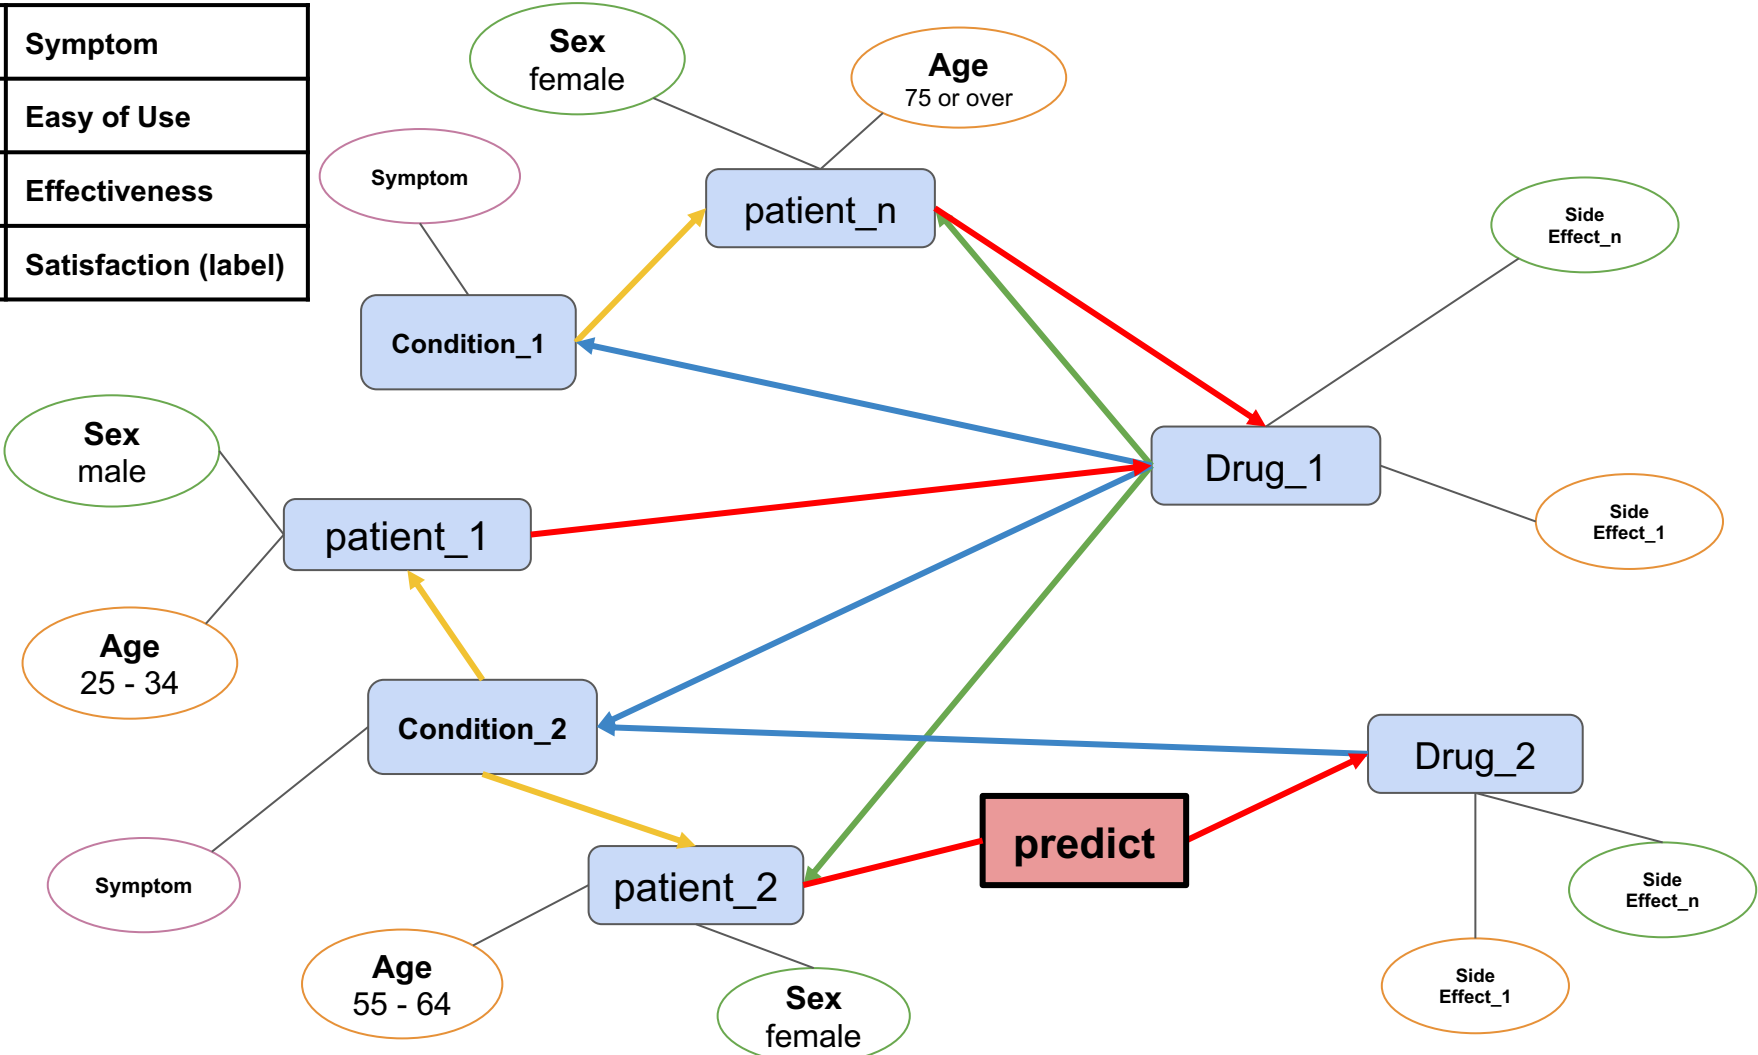 Symptom
Easy of Use
Effectiveness
Satisfaction (label)
Sex
female
Age
75 or over
Symptom
patient_n
Side
Effect_n
Condition_1
Sex
male
Drug_1
patient_1
Side
Effect_1
Age
25 - 34
Condition_2
Drug_2
predict
Symptom
patient_2
Side
Effect_n
Age
55 - 64
Sex
female
Side
Effect_1